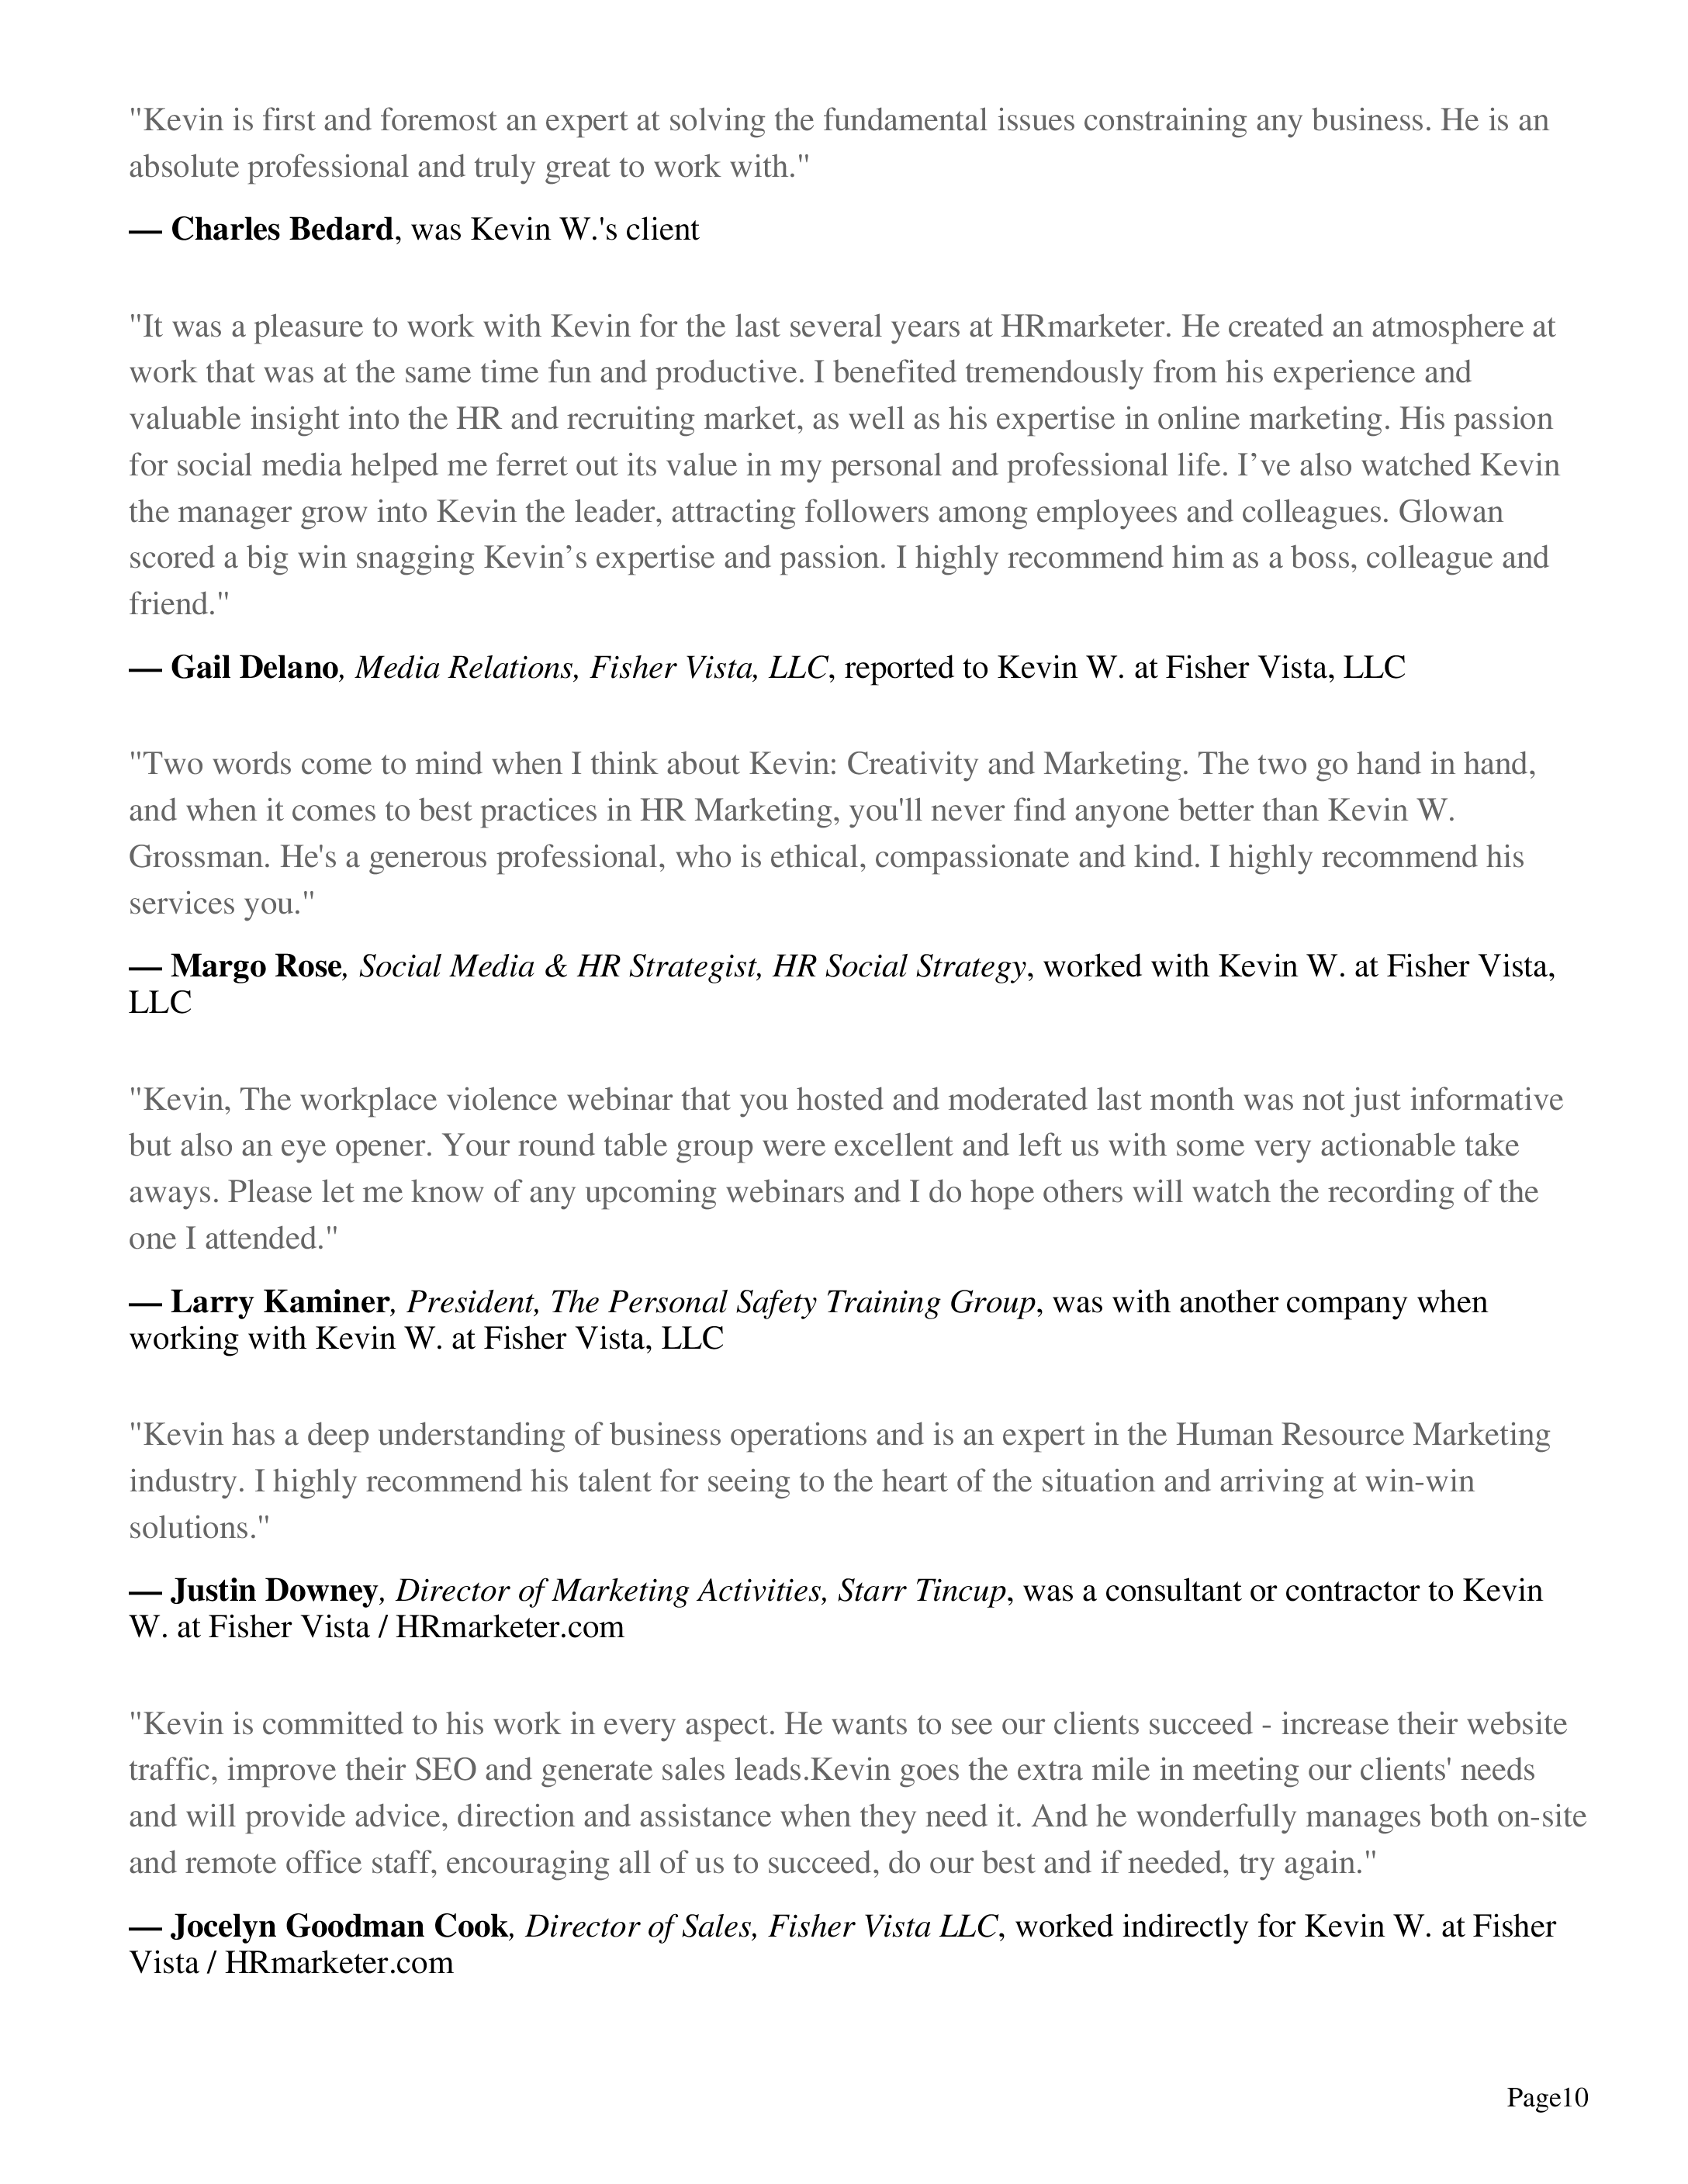 "Kevin is first and foremost an expert at solving the fundamental issues constraining any business. He is an
absolute professional and truly great to work with."
— Charles Bedard, was Kevin W.'s client
"It was a pleasure to work with Kevin for the last several years at HRmarketer. He created an atmosphere at
work that was at the same time fun and productive. I benefited tremendously from his experience and
valuable insight into the HR and recruiting market, as well as his expertise in online marketing. His passion
for social media helped me ferret out its value in my personal and professional life. I’ve also watched Kevin
the manager grow into Kevin the leader, attracting followers among employees and colleagues. Glowan
scored a big win snagging Kevin’s expertise and passion. I highly recommend him as a boss, colleague and
friend."
— Gail Delano, Media Relations, Fisher Vista, LLC, reported to Kevin W. at Fisher Vista, LLC
"Two words come to mind when I think about Kevin: Creativity and Marketing. The two go hand in hand,
and when it comes to best practices in HR Marketing, you'll never find anyone better than Kevin W.
Grossman. He's a generous professional, who is ethical, compassionate and kind. I highly recommend his
services you."
— Margo Rose, Social Media & HR Strategist, HR Social Strategy, worked with Kevin W. at Fisher Vista,
LLC
"Kevin, The workplace violence webinar that you hosted and moderated last month was not just informative
but also an eye opener. Your round table group were excellent and left us with some very actionable take
aways. Please let me know of any upcoming webinars and I do hope others will watch the recording of the
one I attended."
— Larry Kaminer, President, The Personal Safety Training Group, was with another company when
working with Kevin W. at Fisher Vista, LLC
"Kevin has a deep understanding of business operations and is an expert in the Human Resource Marketing
industry. I highly recommend his talent for seeing to the heart of the situation and arriving at win-win
solutions."
— Justin Downey, Director of Marketing Activities, Starr Tincup, was a consultant or contractor to Kevin
W. at Fisher Vista / HRmarketer.com
"Kevin is committed to his work in every aspect. He wants to see our clients succeed - increase their website
traffic, improve their SEO and generate sales leads.Kevin goes the extra mile in meeting our clients' needs
and will provide advice, direction and assistance when they need it. And he wonderfully manages both on-site
and remote office staff, encouraging all of us to succeed, do our best and if needed, try again."
— Jocelyn Goodman Cook, Director of Sales, Fisher Vista LLC, worked indirectly for Kevin W. at Fisher
Vista / HRmarketer.com
Page10